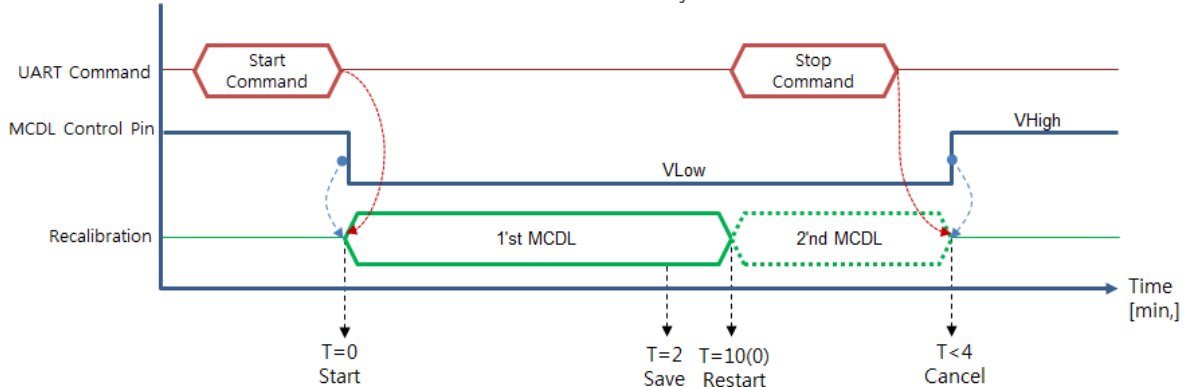 Start
Command
Stop
Command
UART Command
MCDL Control Pin
VHigh
VLow
Recalibration
1'st MCDL
2'nd MCDL
Time
[min,]
T=0
Start
T=2
Save
T=10(0)
Restart
T<4
Cancel